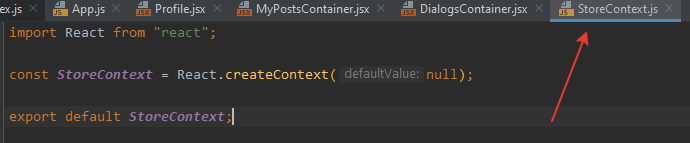 ex.js App.js Profile.jsx MyPostsContainer.jsx DialogsContainer.jsx StoreContext.js
import React from "react";
const StoreContext = React.createContext( defaultValue: null);
export default StoreContext;